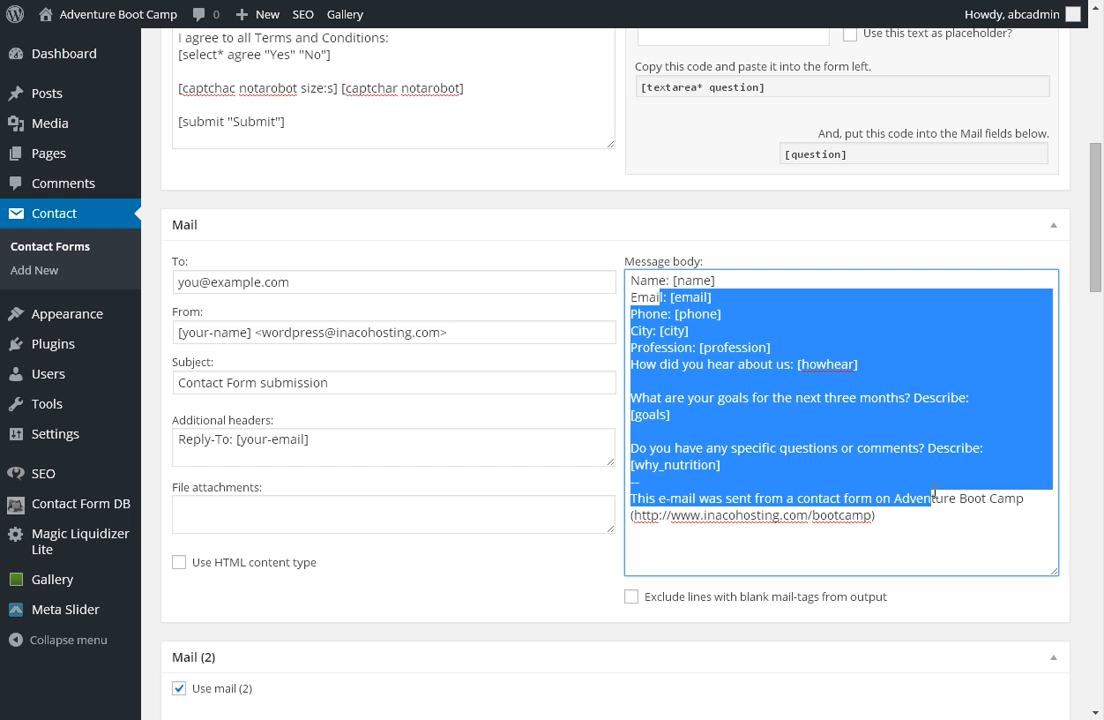 Adventure Boot Camp 0 New SEO Gallery Howdy, abcadmin
Dashboard
Posts
Media
Pages
Comments
Contact
Contact Forms
Add New
Appearance
Plugins
Users
Tools
Settings
SEO
Contact Form DB
Magic Liquidizer
Lite
Gallery
Meta Slider
Collapse menu
I agree to all Terms and Conditions:
[select* agree "Yes" "No"]
[captchac notarobot size:s] [captchar notarobot]
[submit "Submit"]
Use this text as placeholder?
Copy this code and paste it into the form left.
[textarea* question]
And, put this code into the Mail fields below.
[question]
Mail
To:
you@example.com
From:
[your-name] <wordpress@inacohosting.com>
Subject:
Contact Form submission
Additional headers:
Reply-To: [your-email]
File attachments:
Use HTML content type
Message body:
Name: [name]
Email: [email]
Phone: [phone]
City: [city]
Profession: [profession]
How did you hear about us: [howhear]
What are your goals for the next three months? Describe:
[goals]
Do you have any specific questions or comments? Describe:
[why_nutrition]
--
This e-mail was sent from a contact form on Adventure Boot Camp
(http://www.inacohosting.com/bootcamp)
Exclude lines with blank mail-tags from output
Mail (2)
Use mail (2)